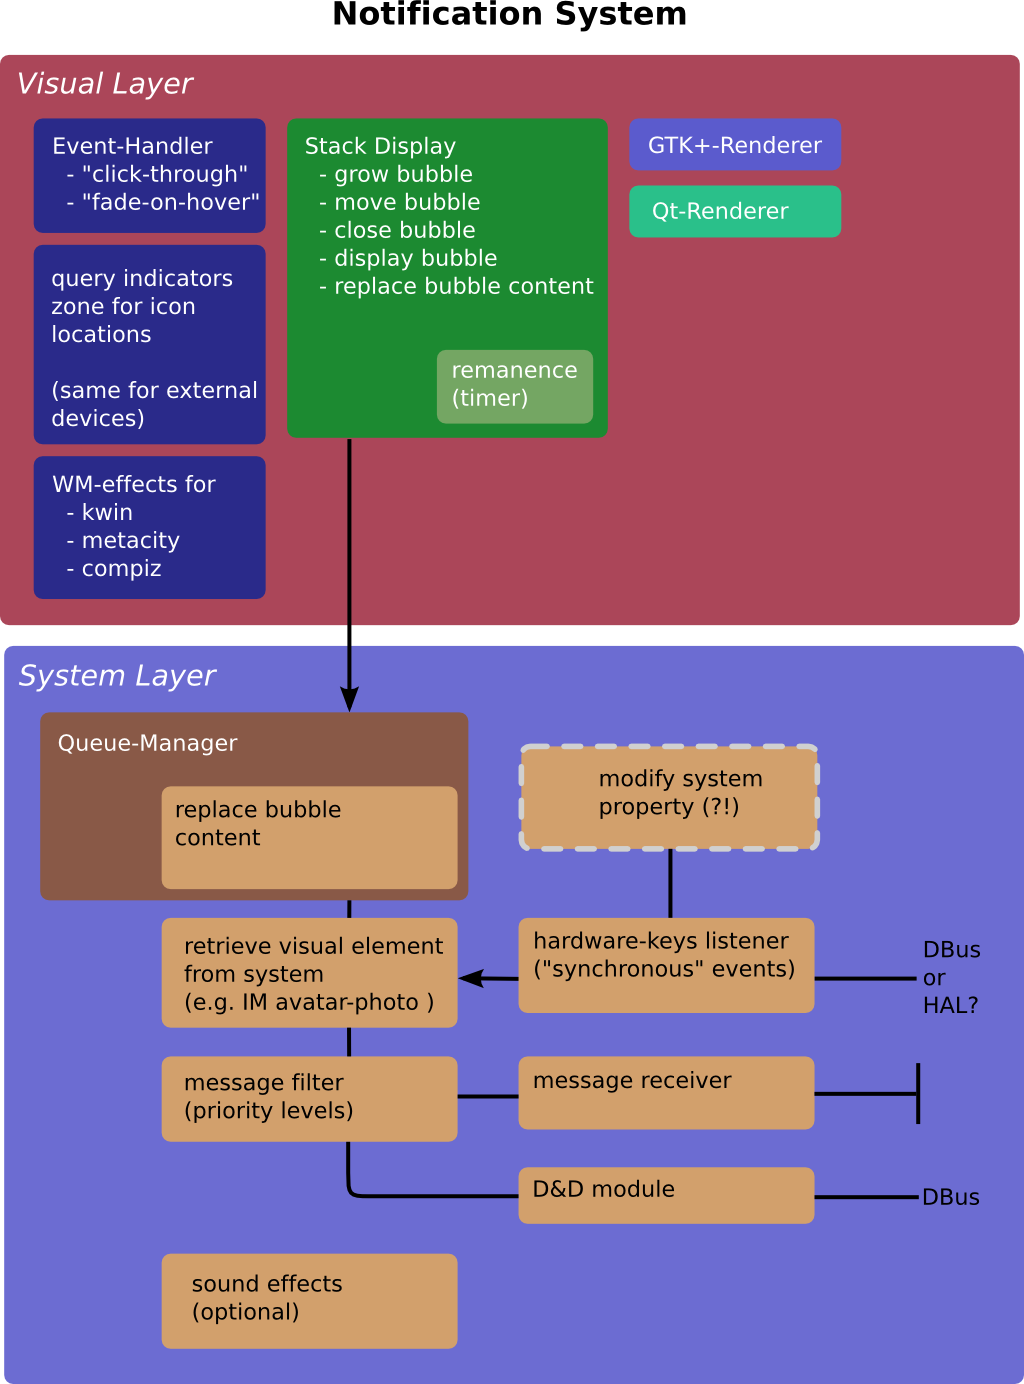 Notification System
Visual Layer
Event-Handler
- "click-through"
- "fade-on-hover"
query indicators
zone for icon
locations
(same for external
devices)
WM-effects for
- kwin
- metacity
- compiz
Stack Display
- grow bubble
- move bubble
- close bubble
- display bubble
- replace bubble content
remanence
(timer)
GTK+-Renderer
Qt-Renderer
System Layer
Queue-Manager
replace bubble
content
modify system
property (?!)
retrieve visual element
from system
(e.g. IM avatar-photo )
hardware-keys listener
("synchronous" events)
DBus
or
HAL?
message filter
(priority levels)
message receiver
D&D module
DBus
sound effects
(optional)